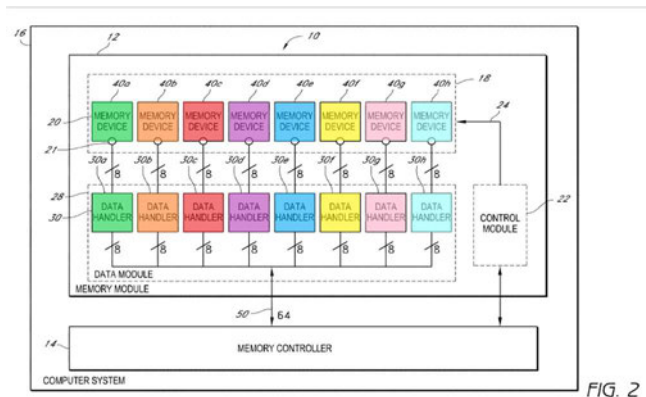 16 12 10
40a 40b 40c 40d 40e 40f 40g 40h 18
20 MEMORY DEVICE MEMORY DEVICE MEMORY DEVICE MEMORY DEVICE MEMORY DEVICE MEMORY DEVICE MEMORY DEVICE MEMORY DEVICE 24
21
30a 30b 30c 30d 30e 30f 30g 30h
8 8 8 8 8 8 8 8
28
30 DATA HANDLER DATA HANDLER DATA HANDLER DATA HANDLER DATA HANDLER DATA HANDLER DATA HANDLER DATA HANDLER CONTROL MODULE 22
8 8 8 8 8 8 8 8
DATA MODULE
MEMORY MODULE
50 64
14 MEMORY CONTROLLER
COMPUTER SYSTEM
FIG. 2